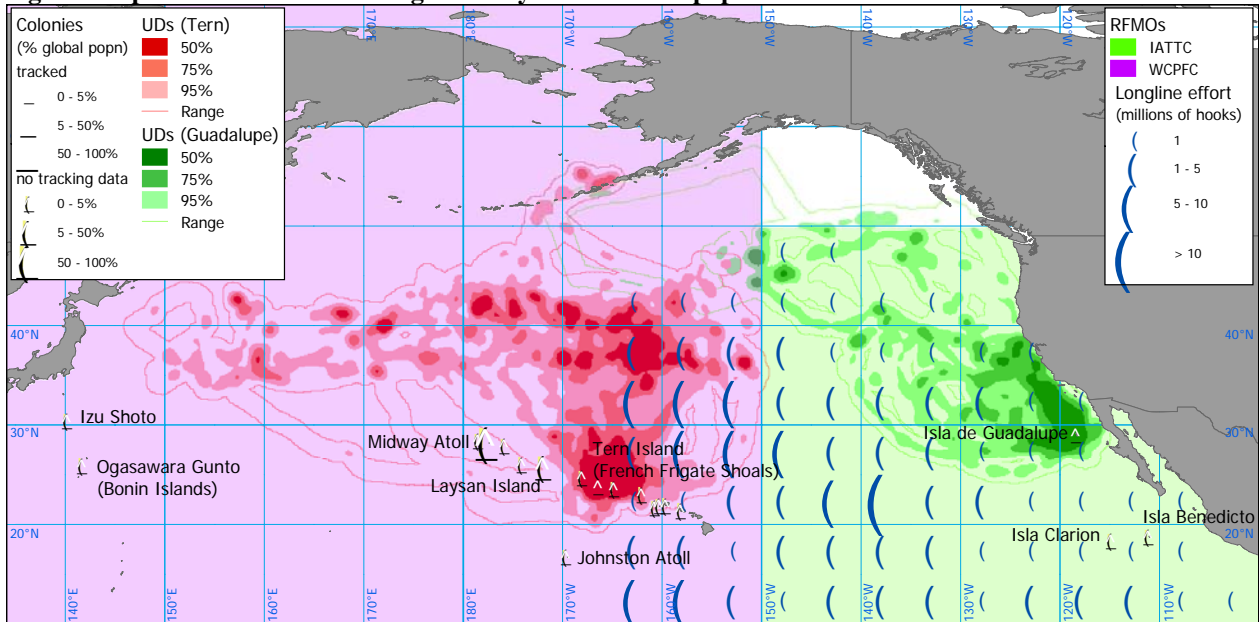 Colonies
(% global popn)
tracked
0 - 5%
5 - 50%
50 - 100%
no tracking data
0 - 5%
5 - 50%
50 - 100%
UDs (Tern)
50%
75%
95%
Range
UDs (Guadalupe)
50%
75%
95%
Range
RFMOs
IATTC
WCPFC
Longline effort
(millions of hooks)
1
1 - 5
5 - 10
> 10
170°E
180°E
170°W
160°W
150°W
140°W
130°W
120°W
40°N
40°N
30°N
30°N
20°N
20°N
Izu Shoto
Ogasawara Gunto
(Bonin Islands)
Midway Atoll
Laysan Island
Tern Island
(French Frigate Shoals)
Johnston Atoll
Isla de Guadalupe
Isla Clarion
Isla Benedicto
140°E
150°E
160°E
170°E
180°E
170°W
160°W
150°W
140°W
130°W
120°W
110°W